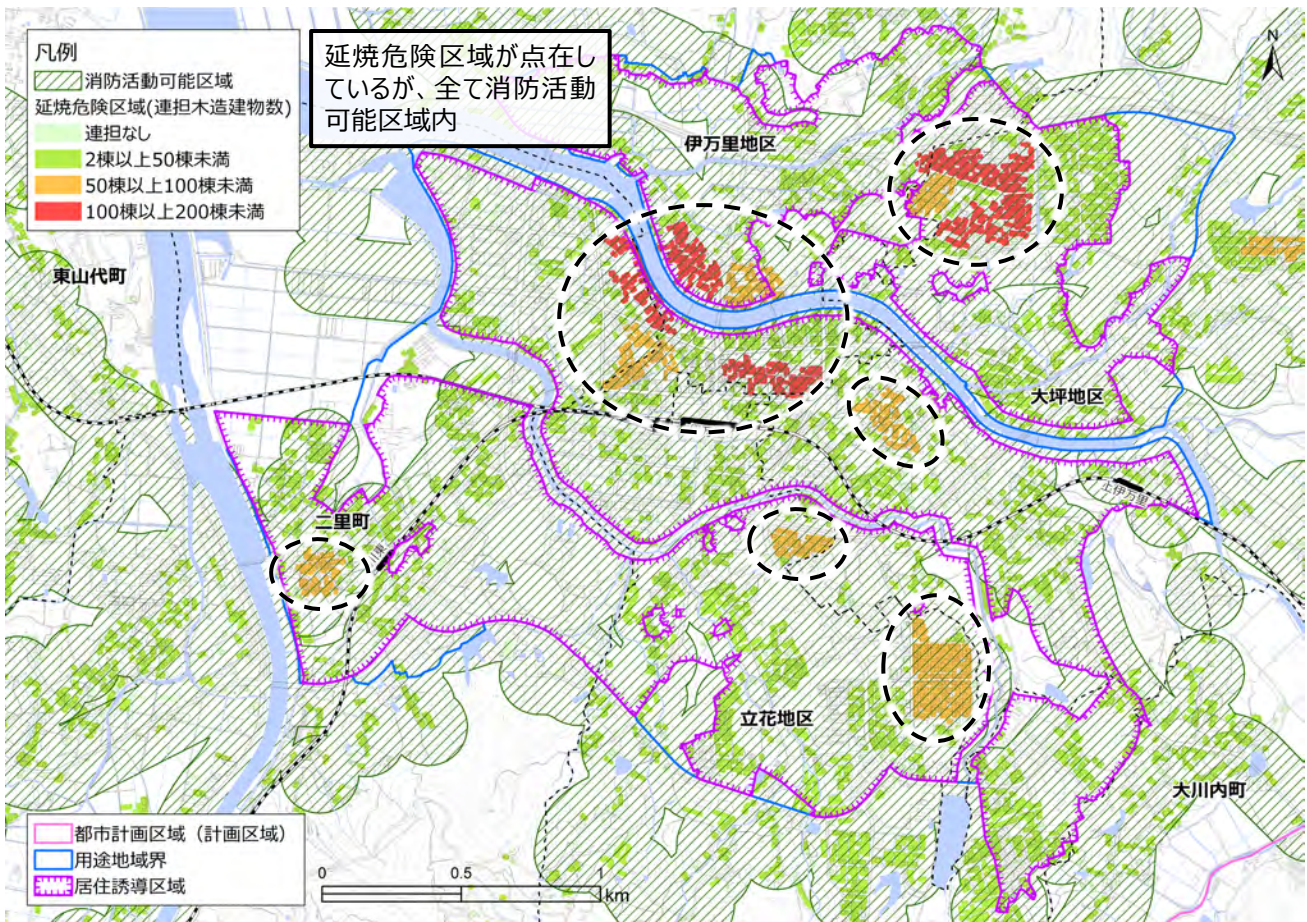 凡例
消防活動可能区域
延焼危険区域(連担木造建物数)
連担なし
2棟以上50棟未満
50棟以上100棟未満
100棟以上200棟未満
延焼危険区域が点在し
ているが、全て消防活動
可能区域内
N
伊万里地区
東山代町
大坪地区
上伊万里
二里町
立花地区
大川内町
都市計画区域（計画区域）
用途地域界
居住誘導区域
0 0.5 1
km